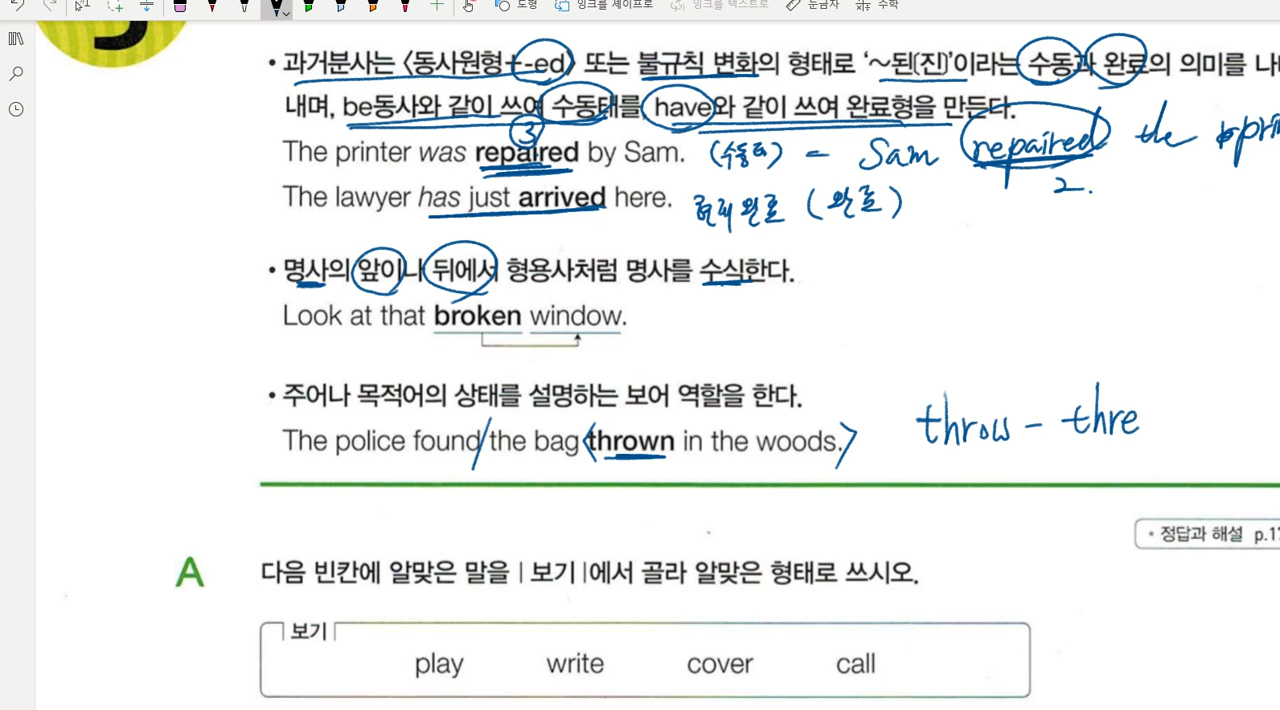 도형 잉크를 셰이프로 잉크를 텍스트로 눈금자 수학
• 과거분사는 〈동사원형+-ed〉 또는 불규칙 변화의 형태로 ‘～된(진)’이라는 수동과 완료의 의미를 나타
내며, be동사와 같이 쓰여 수동태를 have와 같이 쓰여 완료형을 만든다.
③
The printer was repaired by Sam. (수동태) – Sam repaired the
2.
The lawyer has just arrived here. 현재완료 (완료)
• 명사의 앞이나 뒤에서 형용사처럼 명사를 수식한다.
Look at that broken window.
• 주어나 목적어의 상태를 설명하는 보어 역할을 한다.
The police found / the bag <thrown in the woods.> throw - thre
• 정답과 해설 p.17
A 다음 빈칸에 알맞은 말을 | 보기 |에서 골라 알맞은 형태로 쓰시오.
보기
play write cover call